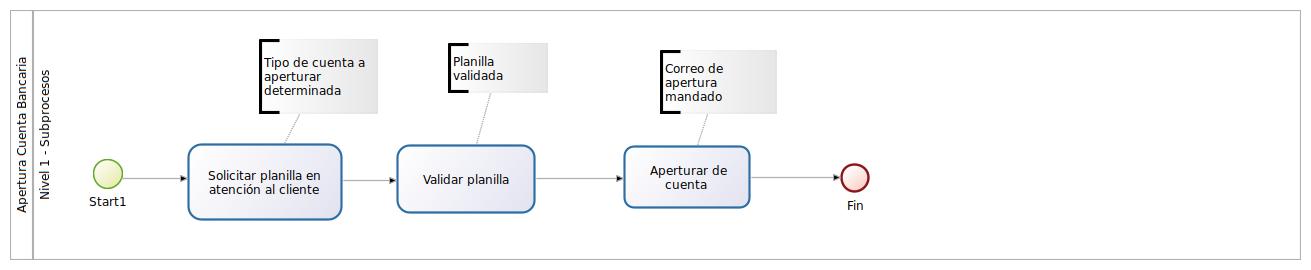 Apertura Cuenta Bancaria
Nivel 1 - Subprocesos
Start1
Tipo de cuenta a
aperturar
determinada
Solicitar planilla en
atención al cliente
Planilla
validada
Validar planilla
Correo de
apertura
mandado
Aperturar de
cuenta
Fin